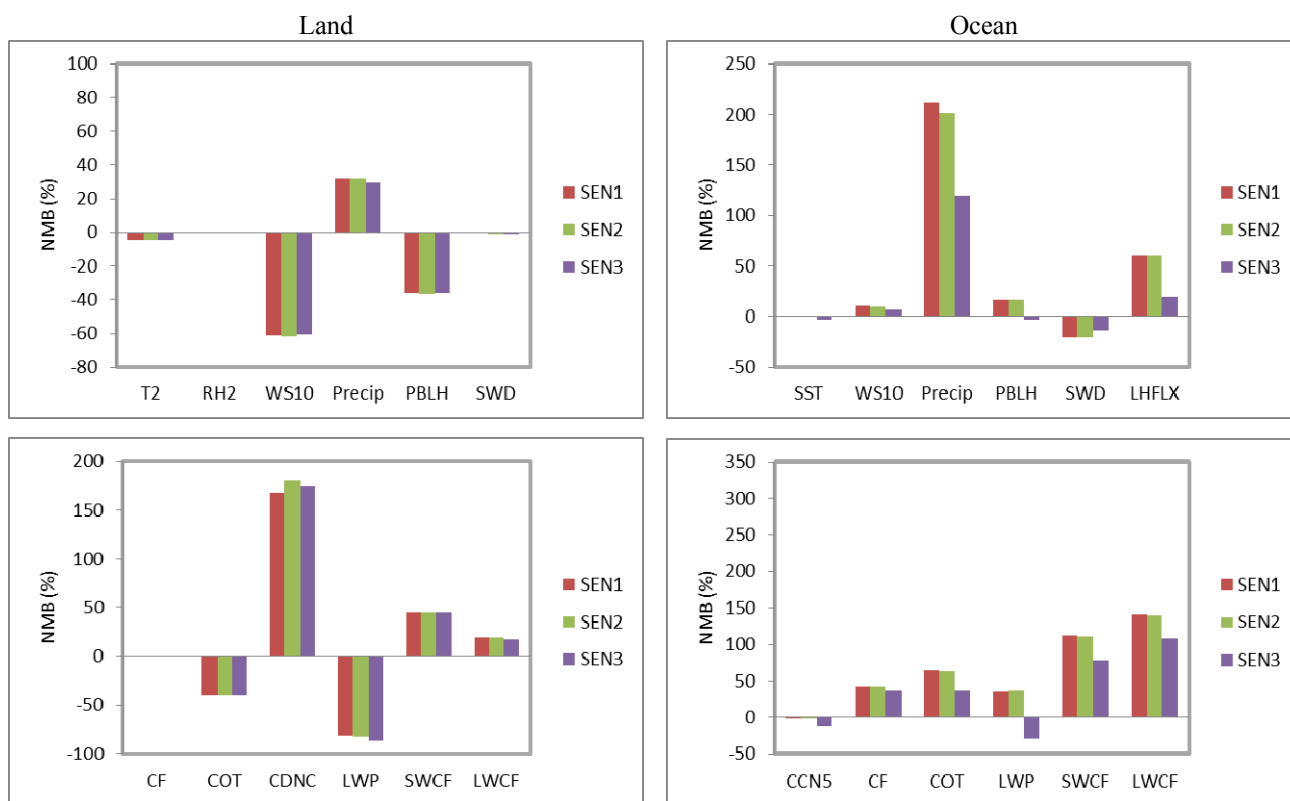 Land
Ocean
100
80
60
40
20
0
-20
-40
-60
-80
NMB (%)
T2 RH2 WS10 Precip PBLH SWD
SEN1
SEN2
SEN3
250
200
150
100
50
0
-50
NMB (%)
SST WS10 Precip PBLH SWD LHFLX
SEN1
SEN2
SEN3
200
150
100
50
0
-50
-100
NMB (%)
CF COT CDNC LWP SWCF LWCF
SEN1
SEN2
SEN3
350
300
250
200
150
100
50
0
-50
NMB (%)
CCN5 CF COT LWP SWCF LWCF
SEN1
SEN2
SEN3